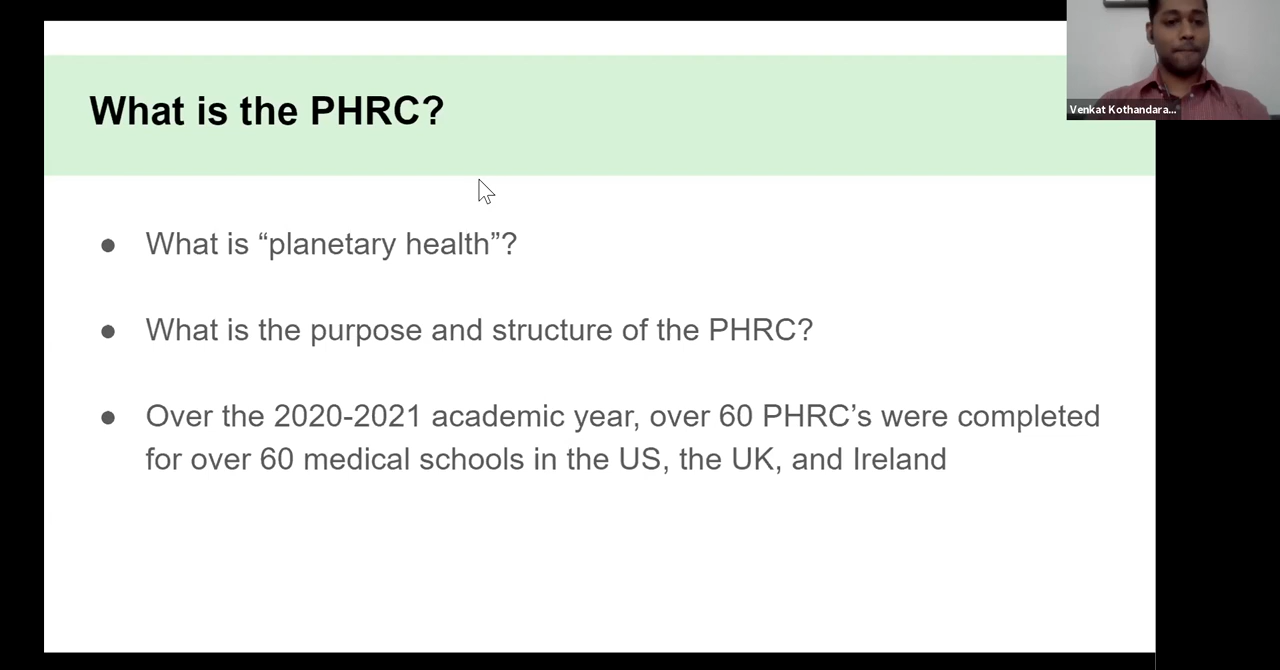 What is the PHRC?
Venkat Kothandara...
● What is “planetary health”?
● What is the purpose and structure of the PHRC?
● Over the 2020-2021 academic year, over 60 PHRC’s were completed
for over 60 medical schools in the US, the UK, and Ireland